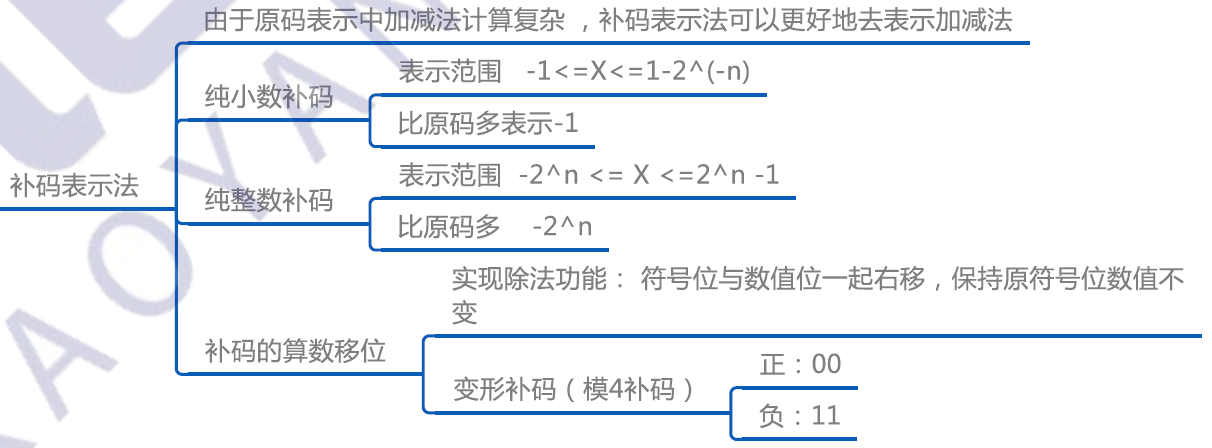 由于原码表示中加减法计算复杂 ，补码表示法可以更好地去表示加减法
表示范围 -1<=X<=1-2^(-n)
纯小数补码
比原码多表示-1
表示范围 -2^n <= X <=2^n -1
补码表示法
纯整数补码
比原码多 -2^n
实现除法功能： 符号位与数值位一起右移，保持原符号位数值不
变
补码的算数移位
正：00
变形补码（模4补码）
负：11
KAOYAN